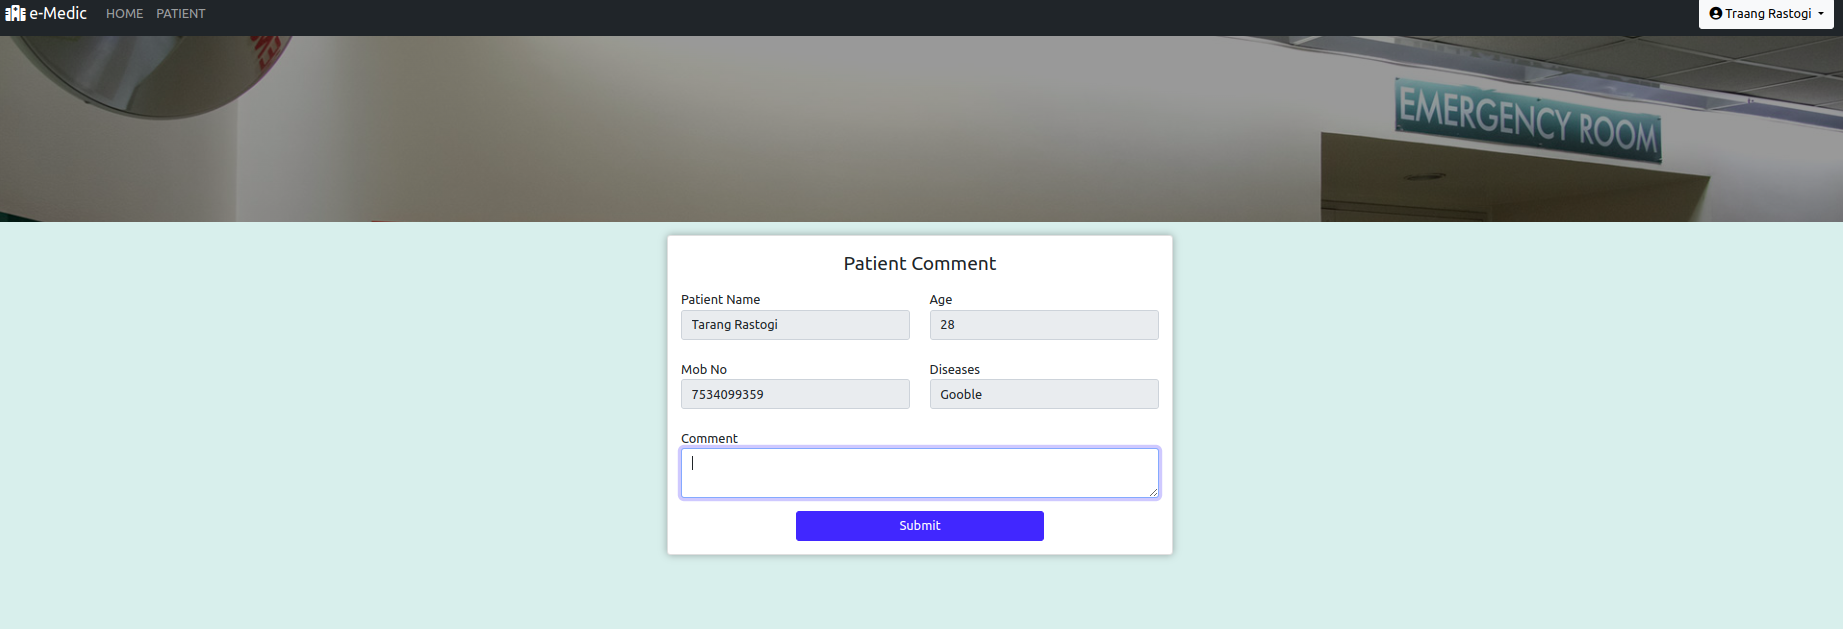 e-Medic HOME PATIENT Traang Rastogi
EMERGENCY ROOM
Patient Comment
Patient Name Age
Tarang Rastogi 28
Mob No Diseases
7534099359 Gooble
Comment
Submit